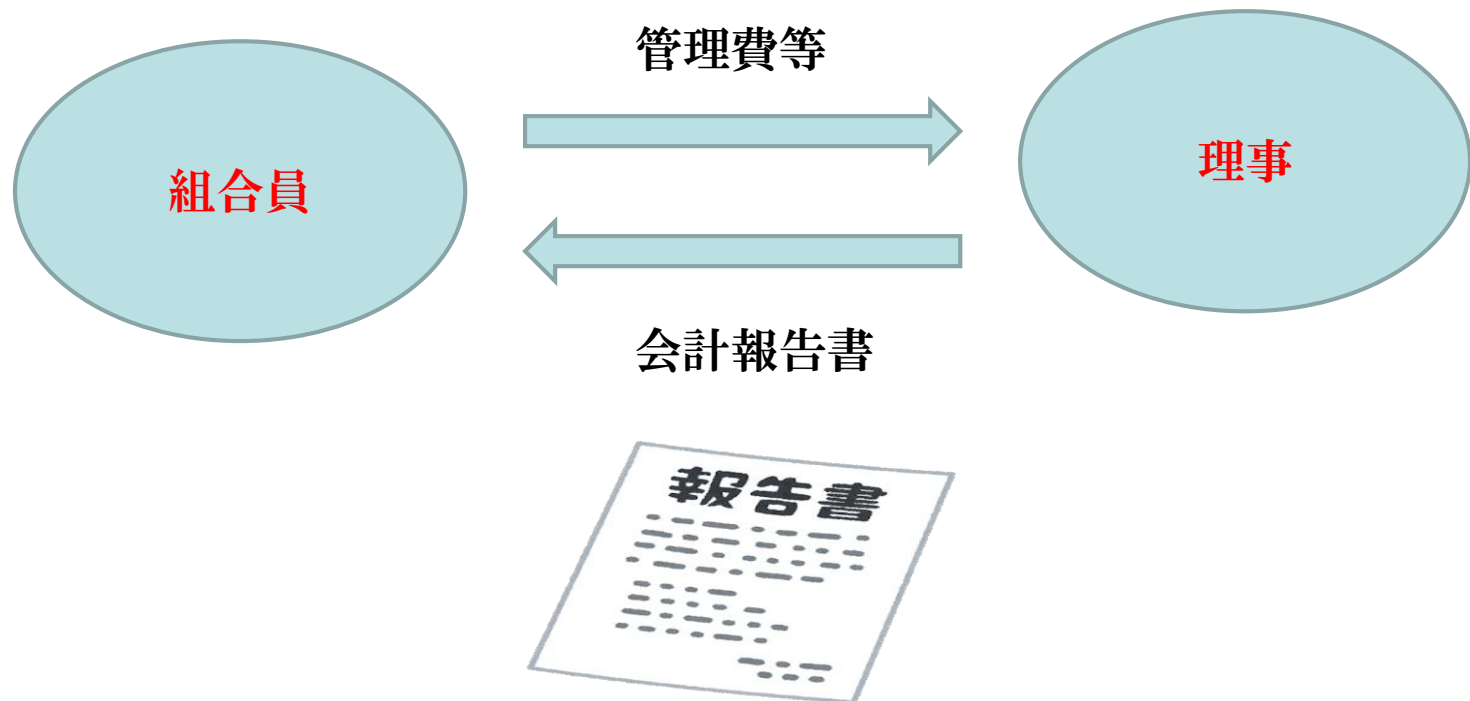 管理費等
組合員
理事
会計報告書
報告書